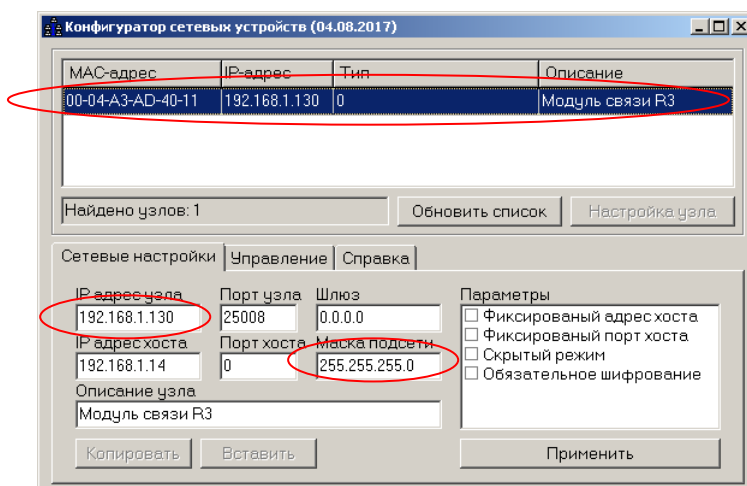 Конфигуратор сетевых устройств (04.08.2017)
MAC-адрес IP-адрес Тип Описание
00-04-A3-AD-40-11 192.168.1.130 0 Модуль связи R3
Найдено узлов: 1 Обновить список Настройка узла
Сетевые настройки Управление Справка
IP адрес узла Порт узла Шлюз Параметры
192.168.1.130 25008 0.0.0.0 Фиксированый адрес хоста
Фиксированый порт хоста
IP адрес хоста Порт хоста Маска подсети Скрытый режим
192.168.1.14 0 255.255.255.0 Обязательное шифрование
Описание узла
Модуль связи R3
Копировать Вставить Применить